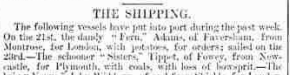 THE SHIPPING.
The following vessels have put into port during the past week.
On the 21st. the dandy "Fern," Adams, of Faversham, from
Montrose, for London, with potatoes, for orders; sailed on the
23rd.—The schooner "Sisters," Tippet, of Fowey, from New-
castle, for Plymouth, with coals, with loss of bowsprit.—The